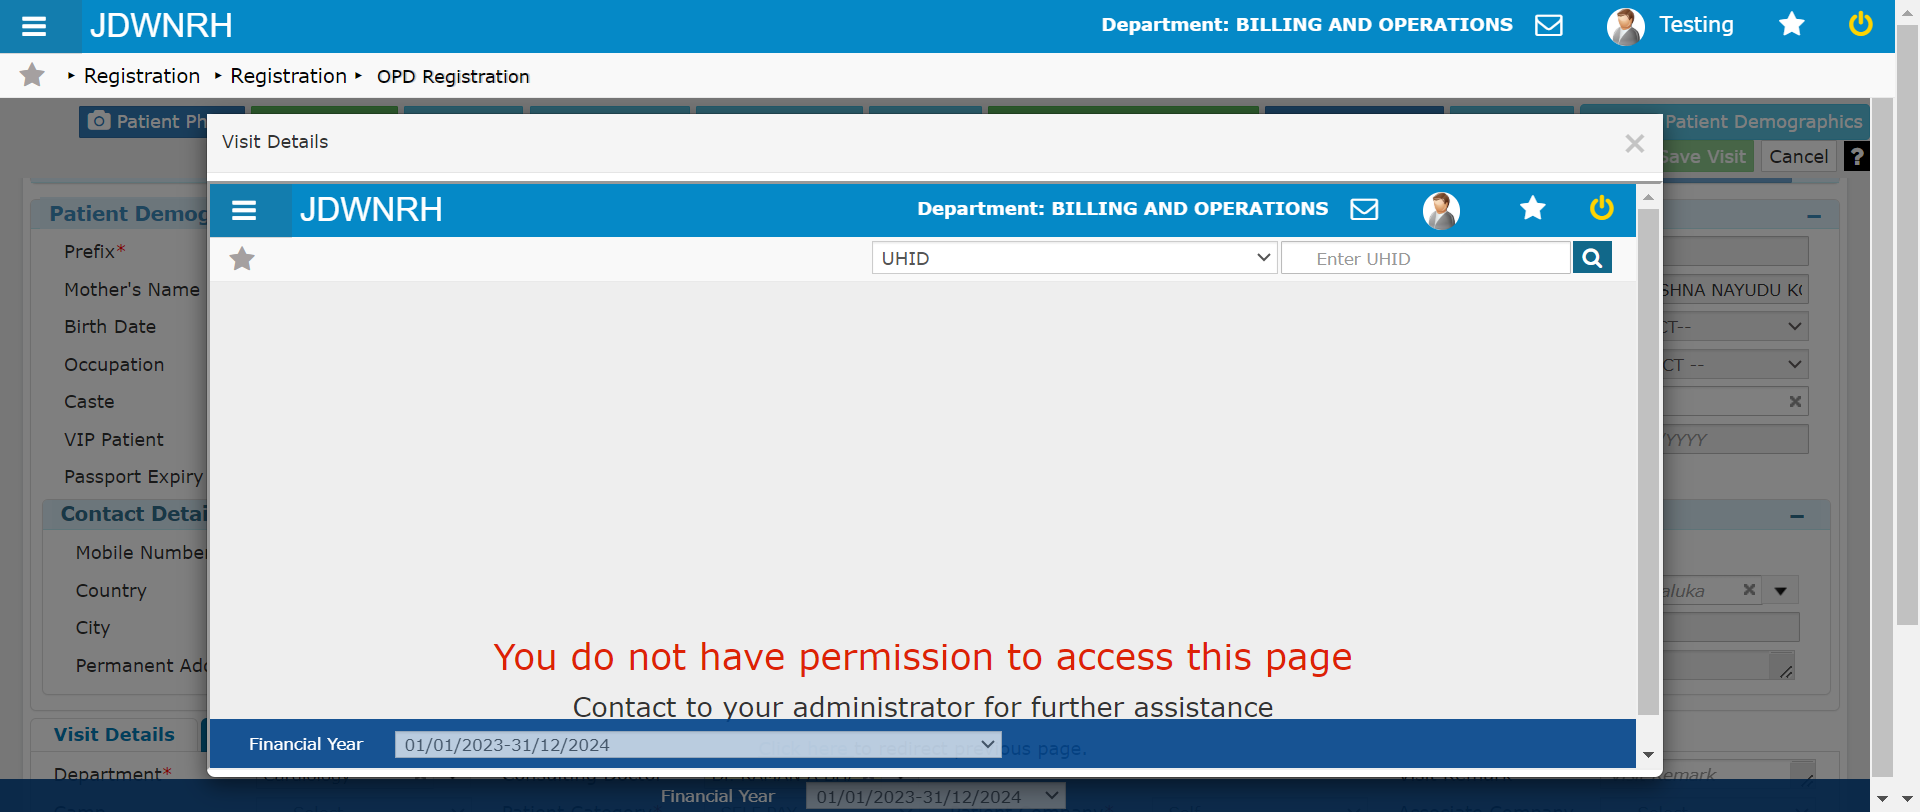 JDWNRH
Department: BILLING AND OPERATIONS
Testing
Registration
Registration
OPD Registration
Patient Ph
Patient Demographics
Save Visit
Cancel
?
Visit Details
×
JDWNRH
Department: BILLING AND OPERATIONS
UHID
Enter UHID
You do not have permission to access this page
Contact to your administrator for further assistance
Click here to redirect previous page.
Financial Year
01/01/2023-31/12/2024
Patient Demog
Prefix*
Mother's Name
SHNA NAYUDU
Birth Date
CT--
Occupation
CT --
Caste
VIP Patient
YYYY
Passport Expiry
Contact Detai
Mobile Number
Country
aluka
City
Permanent Add
Visit Details
Department*
Remark
Financial Year
01/01/2023-31/12/2024